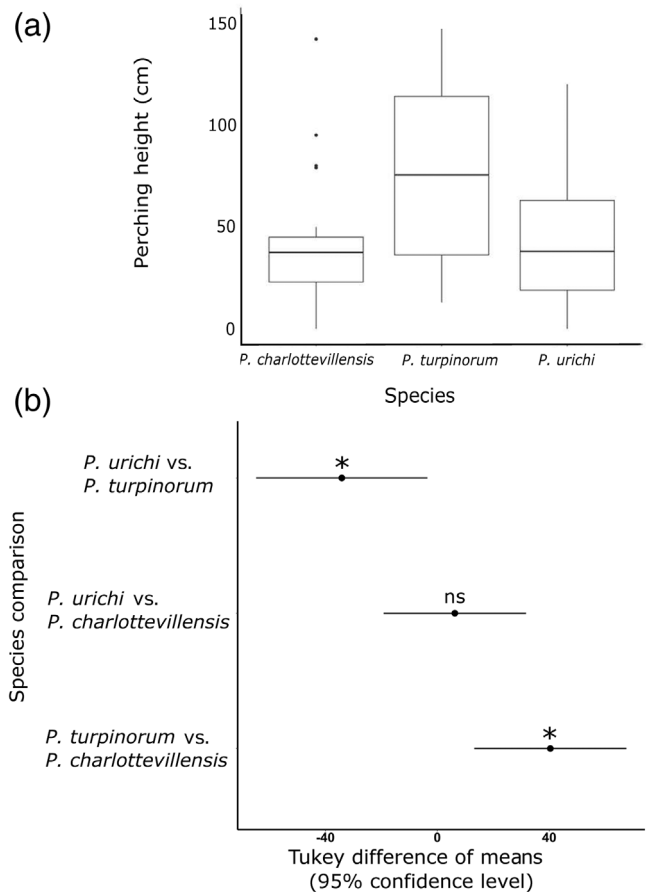 (a)
Perching height (cm)
150
100
50
0
P. charlottevillensis
P. turpinorum
P. urichi
Species
(b)
Species comparison
P. urichi vs.
P. turpinorum
*
P. urichi vs.
P. charlottevillensis
ns
P. turpinorum vs.
P. charlottevillensis
*
-40
0
40
Tukey difference of means
(95% confidence level)